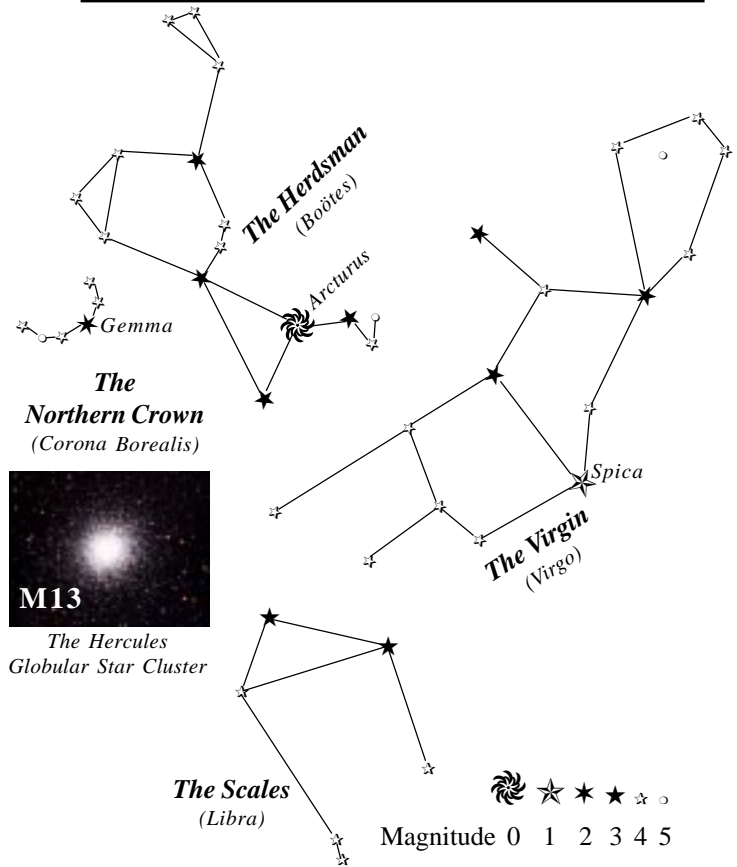 The Herdsman
(Boötes)
Arcturus
Gemma
The
Northern Crown
(Corona Borealis)
Spica
The Virgin
(Virgo)
M13
The Hercules
Globular Star Cluster
The Scales
(Libra)
Magnitude 0 1 2 3 4 5